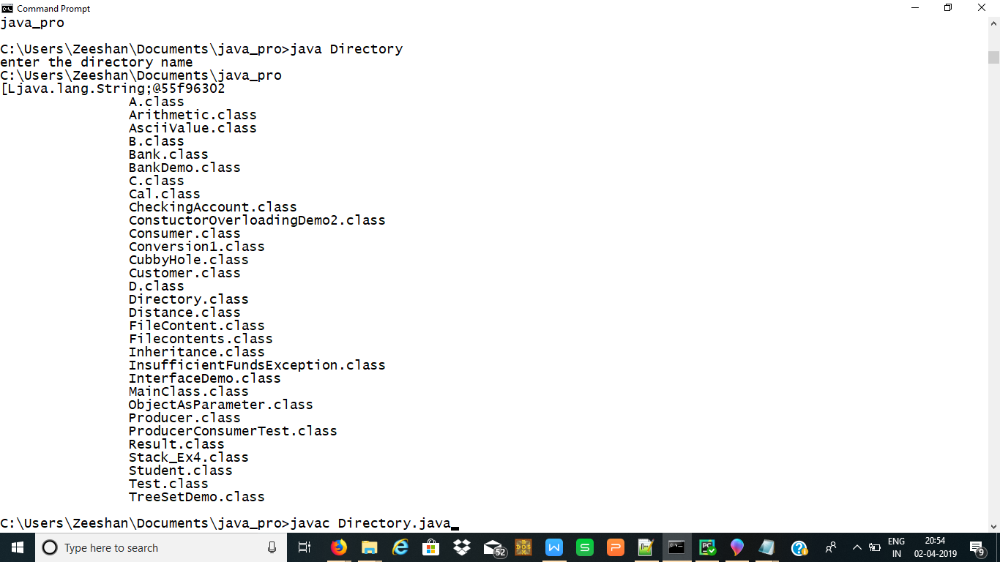 Command Prompt
java_pro
C:\Users\Zeeshan\Documents\java_pro>java Directory
enter the directory name
C:\Users\Zeeshan\Documents\java_pro
[Ljava.lang.String;@55f96302
A.class
Arithmetic.class
AsciiValue.class
B.class
Bank.class
BankDemo.class
C.class
Cal.class
CheckingAccount.class
ConstuctorOverloadingDemo2.class
Consumer.class
Conversion1.class
CubbyHole.class
Customer.class
D.class
Directory.class
Distance.class
FileContent.class
Filecontents.class
Inheritance.class
InsufficientFundsException.class
InterfaceDemo.class
MainClass.class
ObjectAsParameter.class
Producer.class
ProducerConsumerTest.class
Result.class
Stack_Ex4.class
Student.class
Test.class
TreeSetDemo.class
C:\Users\Zeeshan\Documents\java_pro>javac Directory.java_
Type here to search
52
ENG
IN
20:54
02-04-2019
9